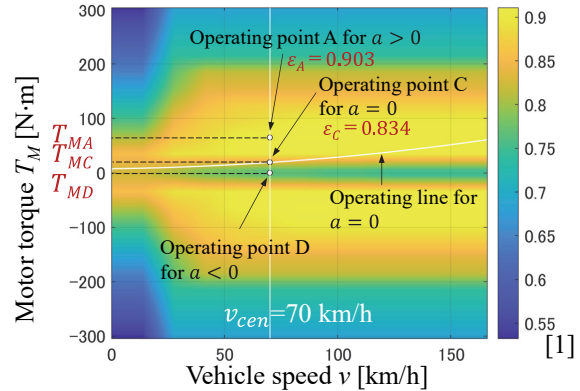 300
200
100
0
−100
−200
−300
Motor torque T_M [N·m]
T_MA
T_MC
T_MD
Operating point A for a > 0
ε_A = 0.903
Operating point C
for a = 0
ε_C = 0.834
Operating line for
a = 0
Operating point D
for a < 0
v_cen=70 km/h
0
50
100
150
Vehicle speed v [km/h]
0.9
0.85
0.8
0.75
0.7
0.65
0.6
0.55
[1]